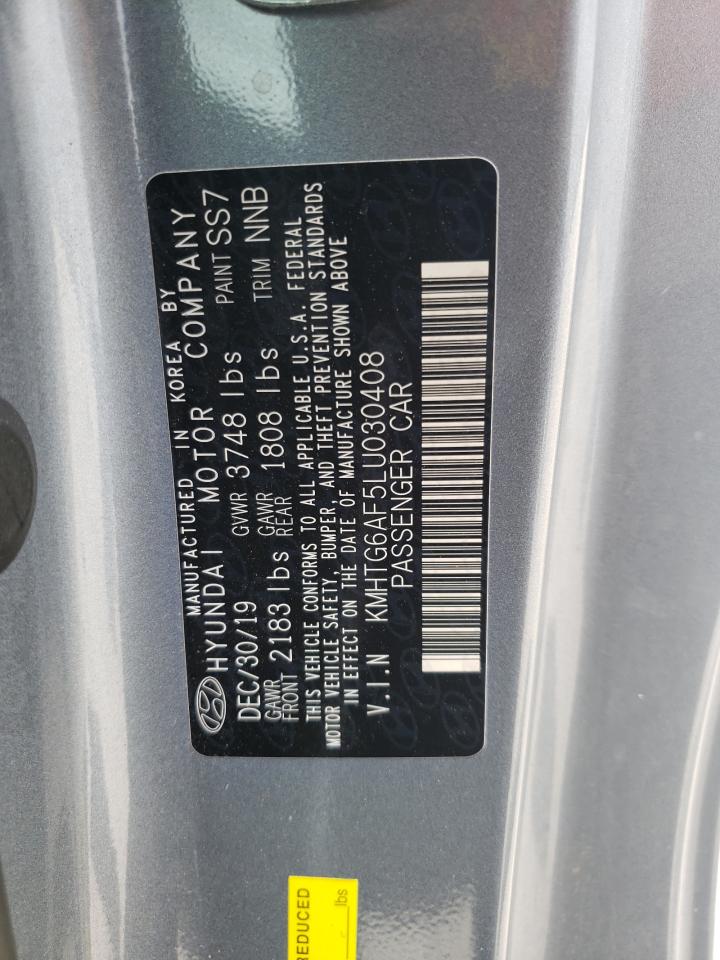 MANUFACTURED IN KOREA BY
HYUNDAI MOTOR COMPANY
DEC/30/19 GVWR 3748 lbs PAINT SS7
GAWR FRONT 2183 lbs GAWR REAR 1808 lbs TRIM NNB
THIS VEHICLE CONFORMS TO ALL APPLICABLE U.S.A. FEDERAL
MOTOR VEHICLE SAFETY, BUMPER, AND THEFT PREVENTION STANDARDS
IN EFFECT ON THE DATE OF MANUFACTURE SHOWN ABOVE
V.I.N KMHTG6AF5LU030408
PASSENGER CAR
REDUCED
lbs